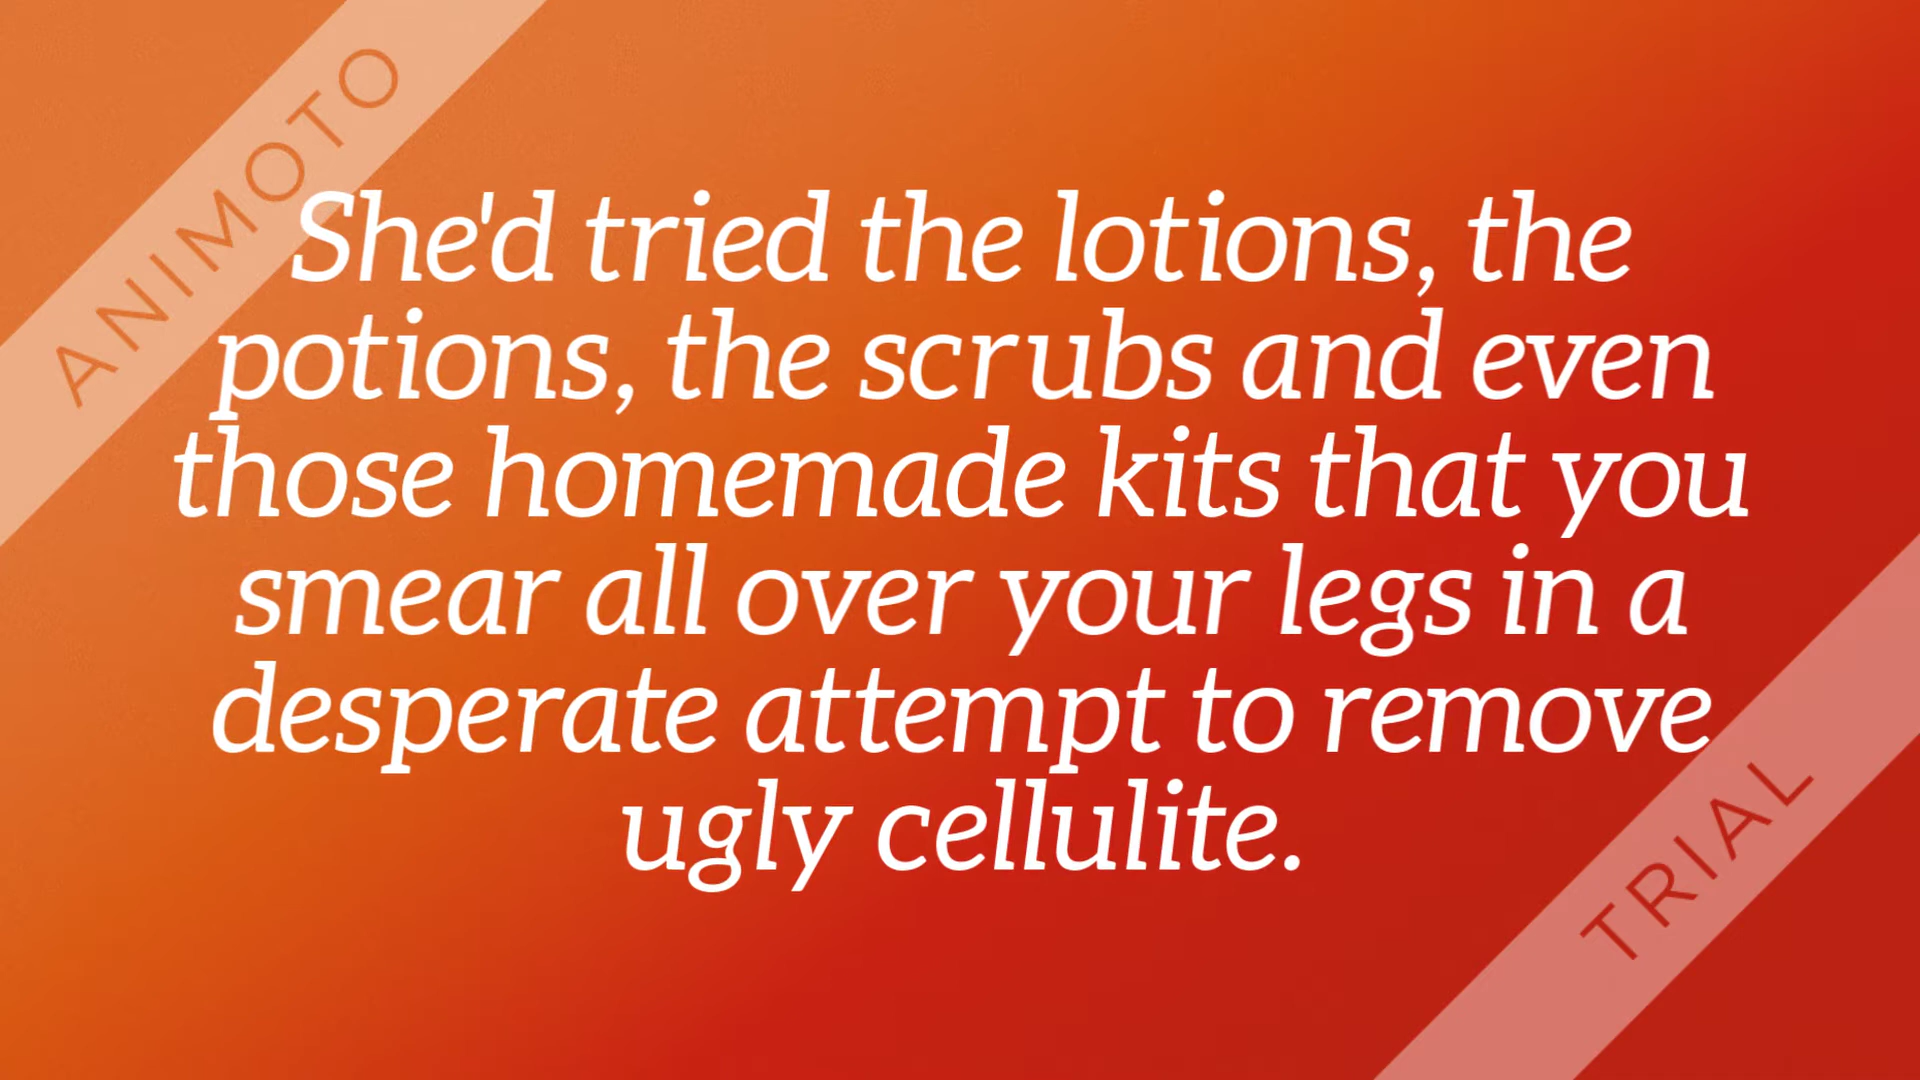 ANIMOTO
She'd tried the lotions, the
potions, the scrubs and even
those homemade kits that you
smear all over your legs in a
desperate attempt to remove
ugly cellulite.
TRIAL